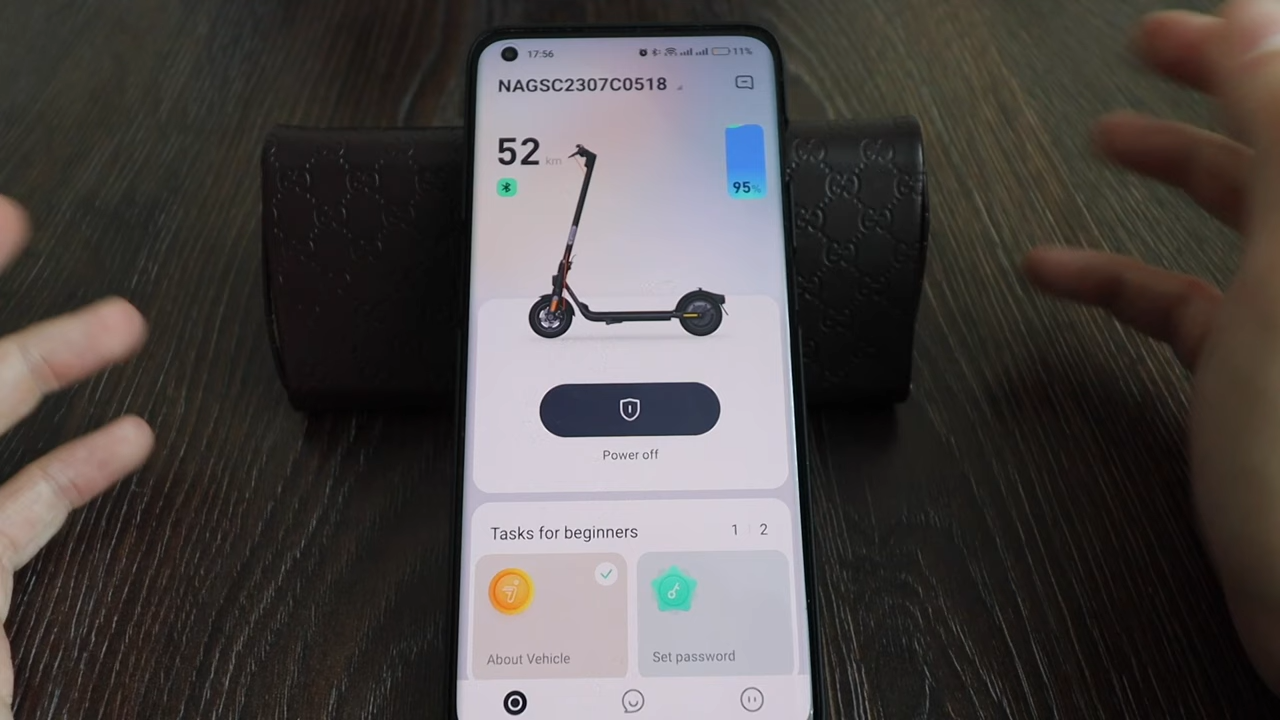 17:56
11%
NAGSC2307C0518
52 km
95%
Power off
Tasks for beginners
1 2
About Vehicle
Set password